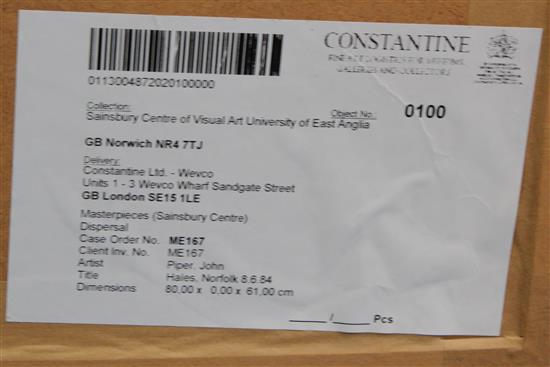 CONSTANTINE
FINE ART LOGISTICS FOR MUSEUMS,
GALLERIES AND COLLECTORS
0113004872020100000
Collection:
Object No. 0100
Sainsbury Centre of Visual Art University of East Anglia
GB Norwich NR4 7TJ
Delivery:
Constantine Ltd. - Wevco
Units 1 - 3 Wevco Wharf Sandgate Street
GB London SE15 1LE
Masterpieces (Sainsbury Centre)
Dispersal
Case Order No. ME167
Client Inv. No. ME167
Artist Piper, John
Title Hales, Norfolk 8.6.84
Dimensions 80,00 x 0,00 x 61,00 cm
_____ /_____ Pcs